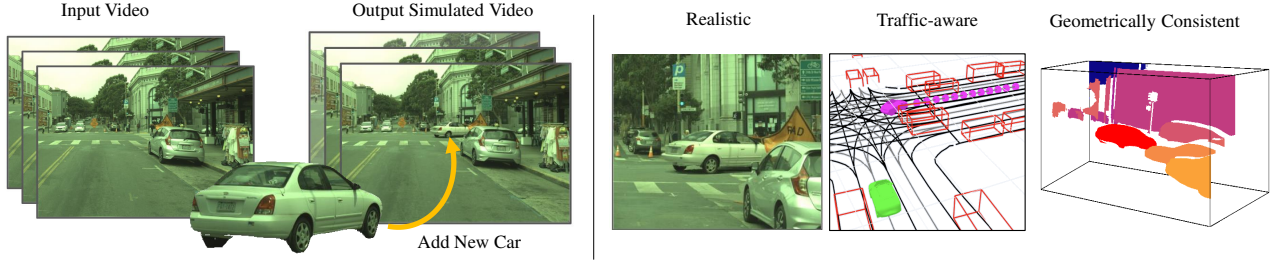 Input Video
Output Simulated Video
Add New Car
Realistic
Traffic-aware
Geometrically Consistent
P